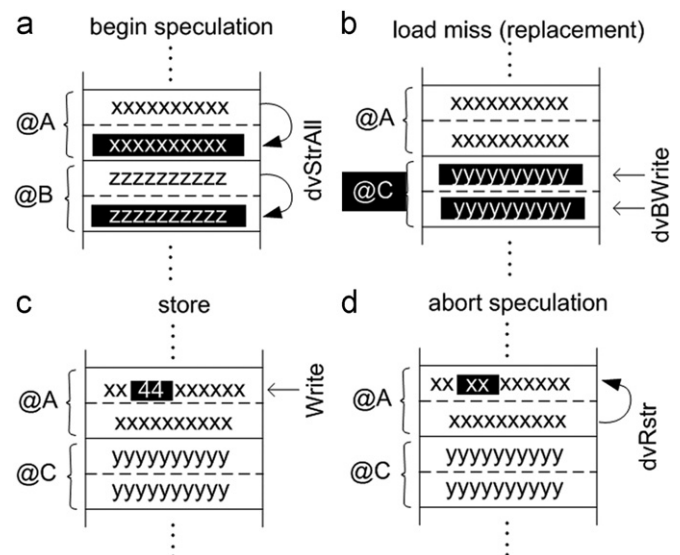 a begin speculation
@A
xxxxxxxxxx
xxxxxxxxxx
@B
zzzzzzzzzz
zzzzzzzzzz
dvStrAll
b load miss (replacement)
@A
xxxxxxxxxx
xxxxxxxxxx
@C
yyyyyyyyyy
yyyyyyyyyy
dvBWrite
c store
@A
xx 44 xxxxxx
xxxxxxxxxx
@C
yyyyyyyyyy
yyyyyyyyyy
Write
d abort speculation
@A
xx xx xxxxxx
xxxxxxxxxx
@C
yyyyyyyyyy
yyyyyyyyyy
dvRstr